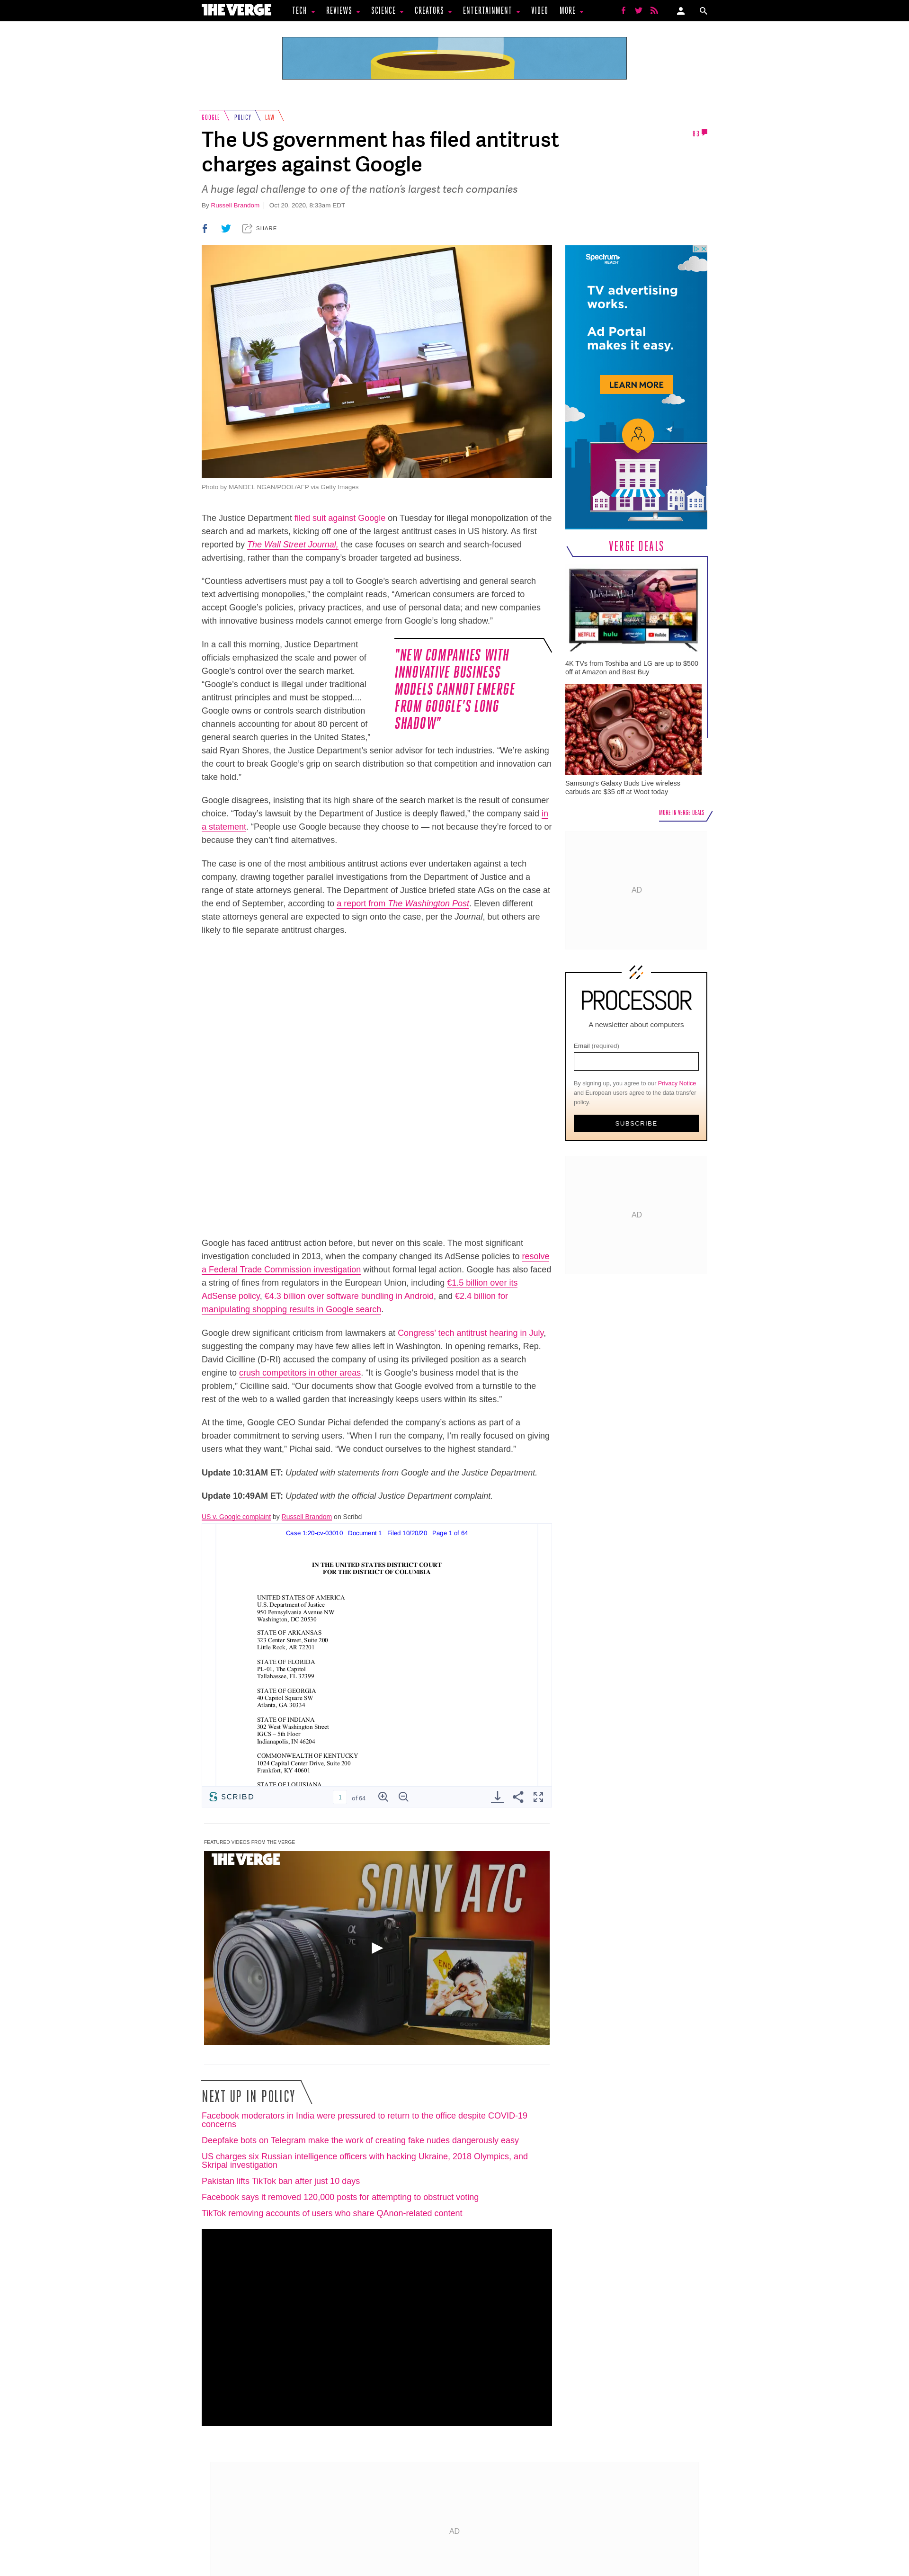 THE VERGE
TECH
REVIEWS
SCIENCE
CREATORS
ENTERTAINMENT
VIDEO
MORE
GOOGLE
POLICY
LAW
The US government has filed antitrust
charges against Google
83
A huge legal challenge to one of the nation's largest tech companies
By Russell Brandom | Oct 20, 2020, 8:33am EDT
SHARE
Photo by MANDEL NGAN/POOL/AFP via Getty Images
The Justice Department filed suit against Google on Tuesday for illegal monopolization of the
search and ad markets, kicking off one of the largest antitrust cases in US history. As first
reported by The Wall Street Journal, the case focuses on search and search-focused
advertising, rather than the company's broader targeted ad business.
“Countless advertisers must pay a toll to Google's search advertising and general search
text advertising monopolies,” the complaint reads, “American consumers are forced to
accept Google's policies, privacy practices, and use of personal data; and new companies
with innovative business models cannot emerge from Google's long shadow.”
In a call this morning, Justice Department
officials emphasized the scale and power of
Google's control over the search market.
“Google's conduct is illegal under traditional
antitrust principles and must be stopped....
Google owns or controls search distribution
channels accounting for about 80 percent of
general search queries in the United States,”
said Ryan Shores, the Justice Department's senior advisor for tech industries. “We're asking
the court to break Google's grip on search distribution so that competition and innovation can
take hold.”
"NEW COMPANIES WITH
INNOVATIVE BUSINESS
MODELS CANNOT EMERGE
FROM GOOGLE'S LONG
SHADOW"
Google disagrees, insisting that its high share of the search market is the result of consumer
choice. “Today's lawsuit by the Department of Justice is deeply flawed,” the company said in
a statement. “People use Google because they choose to — not because they're forced to or
because they can't find alternatives.
The case is one of the most ambitious antitrust actions ever undertaken against a tech
company, drawing together parallel investigations from the Department of Justice and a
range of state attorneys general. The Department of Justice briefed state AGs on the case at
the end of September, according to a report from The Washington Post. Eleven different
state attorneys general are expected to sign onto the case, per the Journal, but others are
likely to file separate antitrust charges.
Google has faced antitrust action before, but never on this scale. The most significant
investigation concluded in 2013, when the company changed its AdSense policies to resolve
a Federal Trade Commission investigation without formal legal action. Google has also faced
a string of fines from regulators in the European Union, including €1.5 billion over its
AdSense policy, €4.3 billion over software bundling in Android, and €2.4 billion for
manipulating shopping results in Google search.
Google drew significant criticism from lawmakers at Congress' tech antitrust hearing in July,
suggesting the company may have few allies left in Washington. In opening remarks, Rep.
David Cicilline (D-RI) accused the company of using its privileged position as a search
engine to crush competitors in other areas. “It is Google's business model that is the
problem,” Cicilline said. “Our documents show that Google evolved from a turnstile to the
rest of the web to a walled garden that increasingly keeps users within its sites.”
At the time, Google CEO Sundar Pichai defended the company's actions as part of a
broader commitment to serving users. “When I run the company, I'm really focused on giving
users what they want,” Pichai said. “We conduct ourselves to the highest standard.”
Update 10:31AM ET: Updated with statements from Google and the Justice Department.
Update 10:49AM ET: Updated with the official Justice Department complaint.
US v. Google complaint by Russell Brandom on Scribd
Case 1:20-cv-03010 Document 1 Filed 10/20/20 Page 1 of 64
IN THE UNITED STATES DISTRICT COURT
FOR THE DISTRICT OF COLUMBIA
UNITED STATES OF AMERICA
U.S. Department of Justice
950 Pennsylvania Avenue NW
Washington, DC 20530
STATE OF ARKANSAS
323 Center Street, Suite 200
Little Rock, AR 72201
STATE OF FLORIDA
PL-01, The Capitol
Tallahassee, FL 32399
STATE OF GEORGIA
40 Capitol Square SW
Atlanta, GA 30334
STATE OF INDIANA
302 West Washington Street
IGCS – 5th Floor
Indianapolis, IN 46204
COMMONWEALTH OF KENTUCKY
1024 Capital Center Drive, Suite 200
Frankfort, KY 40601
STATE OF LOUISIANA
SCRIBD
1 of 64
FEATURED VIDEOS FROM THE VERGE
THE VERGE
SONY A7C
α
7C
END
SONY
NEXT UP IN POLICY
Facebook moderators in India were pressured to return to the office despite COVID-19
concerns
Deepfake bots on Telegram make the work of creating fake nudes dangerously easy
US charges six Russian intelligence officers with hacking Ukraine, 2018 Olympics, and
Skripal investigation
Pakistan lifts TikTok ban after just 10 days
Facebook says it removed 120,000 posts for attempting to obstruct voting
TikTok removing accounts of users who share QAnon-related content
Spectrum
REACH
TV advertising
works.
Ad Portal
makes it easy.
LEARN MORE
VERGE DEALS
NETFLIX
hulu
prime video
YouTube
Disney+
4K TVs from Toshiba and LG are up to $500
off at Amazon and Best Buy
Samsung's Galaxy Buds Live wireless
earbuds are $35 off at Woot today
MORE IN VERGE DEALS
AD
PROCESSOR
A newsletter about computers
Email (required)
By signing up, you agree to our Privacy Notice
and European users agree to the data transfer
policy.
SUBSCRIBE
AD
AD